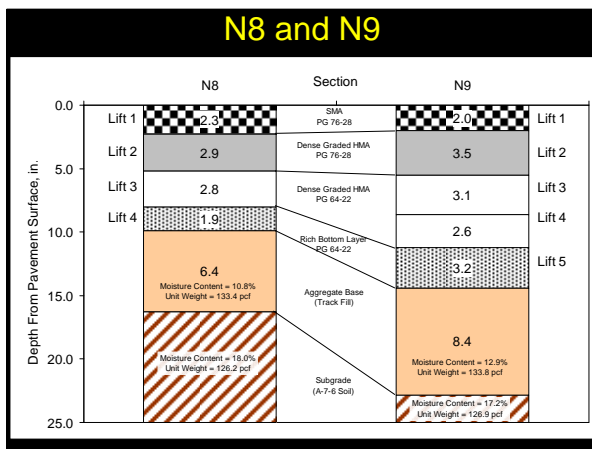 N8 and N9
N8
Section
N9
0.0
5.0
10.0
15.0
20.0
25.0
Depth From Pavement Surface, in.
Lift 1
Lift 2
Lift 3
Lift 4
2.3
2.9
2.8
1.9
6.4
Moisture Content = 10.8%
Unit Weight = 133.4 pcf
Moisture Content = 18.0%
Unit Weight = 126.2 pcf
SMA
PG 76-28
Dense Graded HMA
PG 76-28
Dense Graded HMA
PG 64-22
Rich Bottom Layer
PG 64-22
Aggregate Base
(Track Fill)
Subgrade
(A-7-6 Soil)
2.0
3.5
3.1
2.6
3.2
8.4
Moisture Content = 12.9%
Unit Weight = 133.8 pcf
Moisture Content = 17.2%
Unit Weight = 126.9 pcf
Lift 1
Lift 2
Lift 3
Lift 4
Lift 5